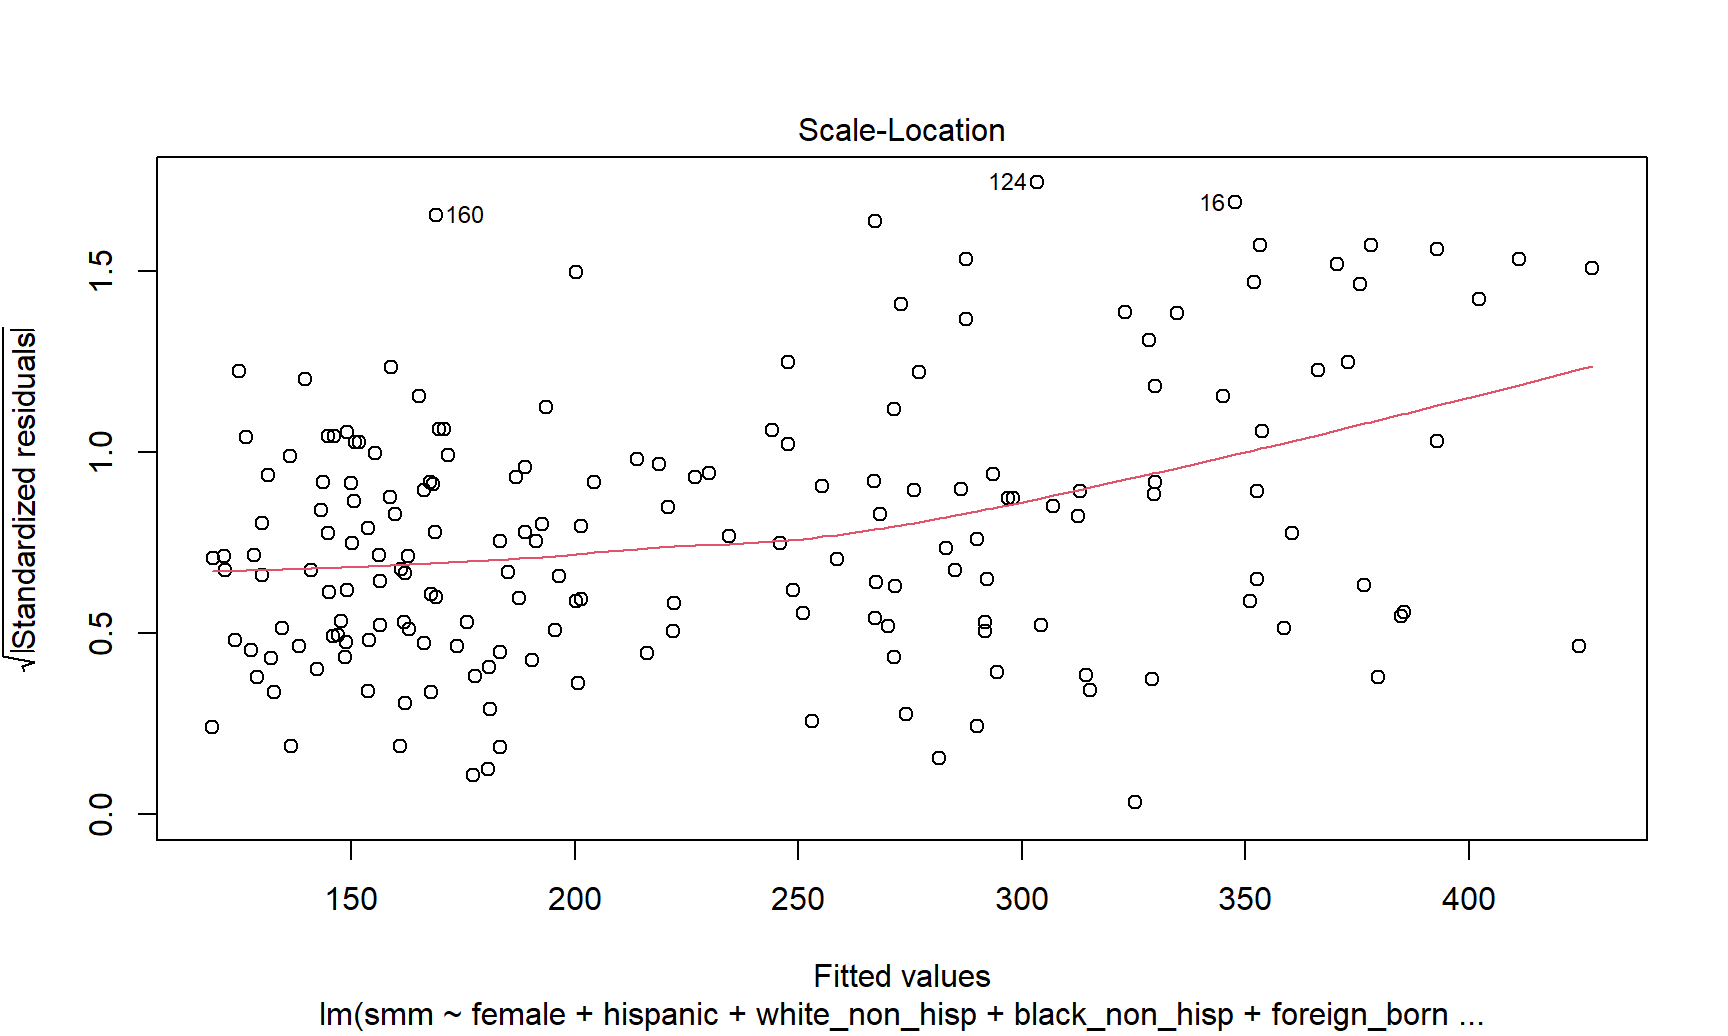 Scale-Location
124
16
160
√|Standardized residuals|
1.5
1.0
0.5
0.0
150 200 250 300 350 400
Fitted values
lm(smm ~ female + hispanic + white_non_hisp + black_non_hisp + foreign_born ...